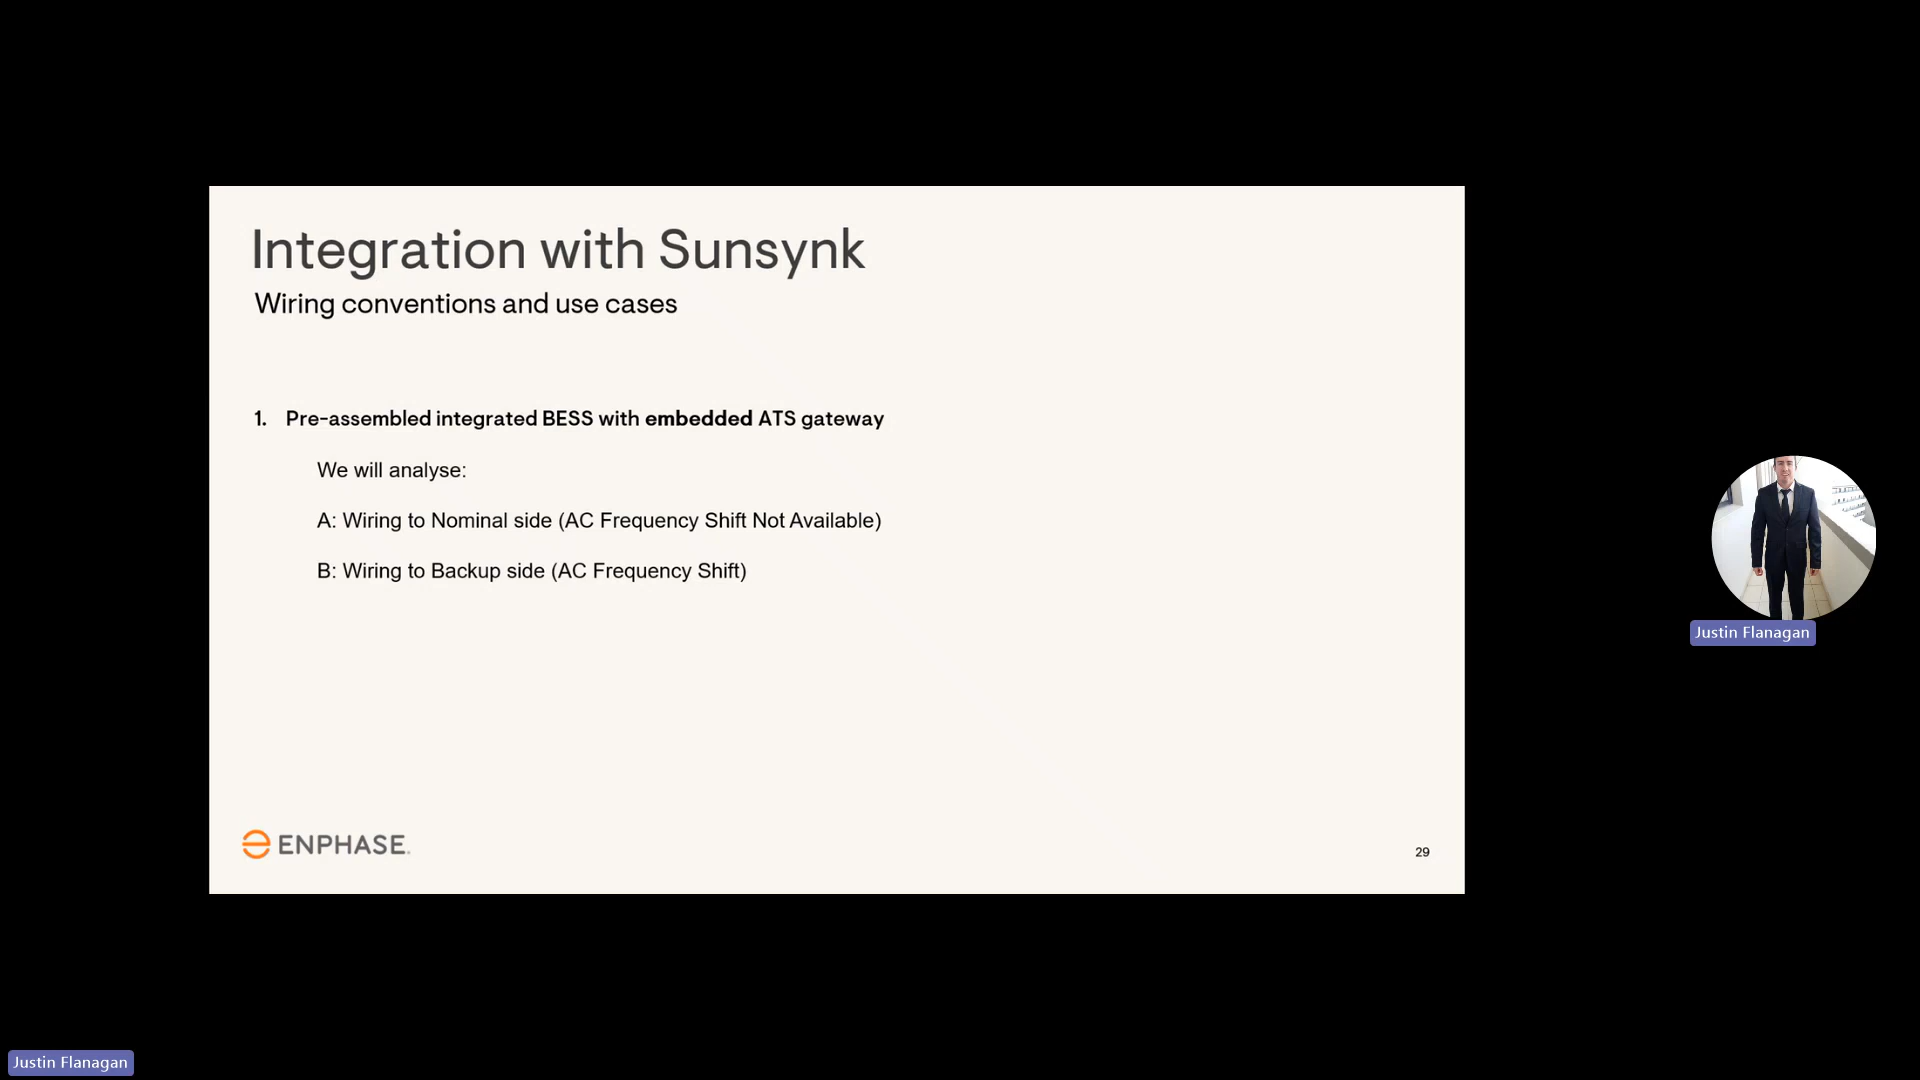 Integration with Sunsynk
Wiring conventions and use cases
1. Pre-assembled integrated BESS with embedded ATS gateway
We will analyse:
A: Wiring to Nominal side (AC Frequency Shift Not Available)
B: Wiring to Backup side (AC Frequency Shift)
ENPHASE.
29
Justin Flanagan
Justin Flanagan